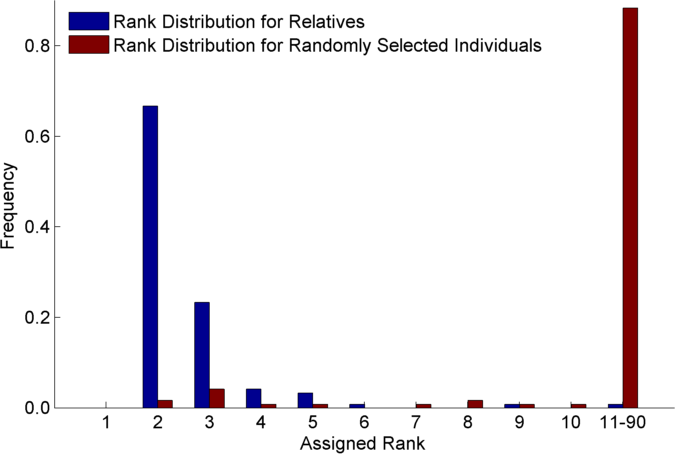 Rank Distribution for Relatives
Rank Distribution for Randomly Selected Individuals
Frequency
0.8
0.6
0.4
0.2
0.0
1 2 3 4 5 6 7 8 9 10 11-90
Assigned Rank